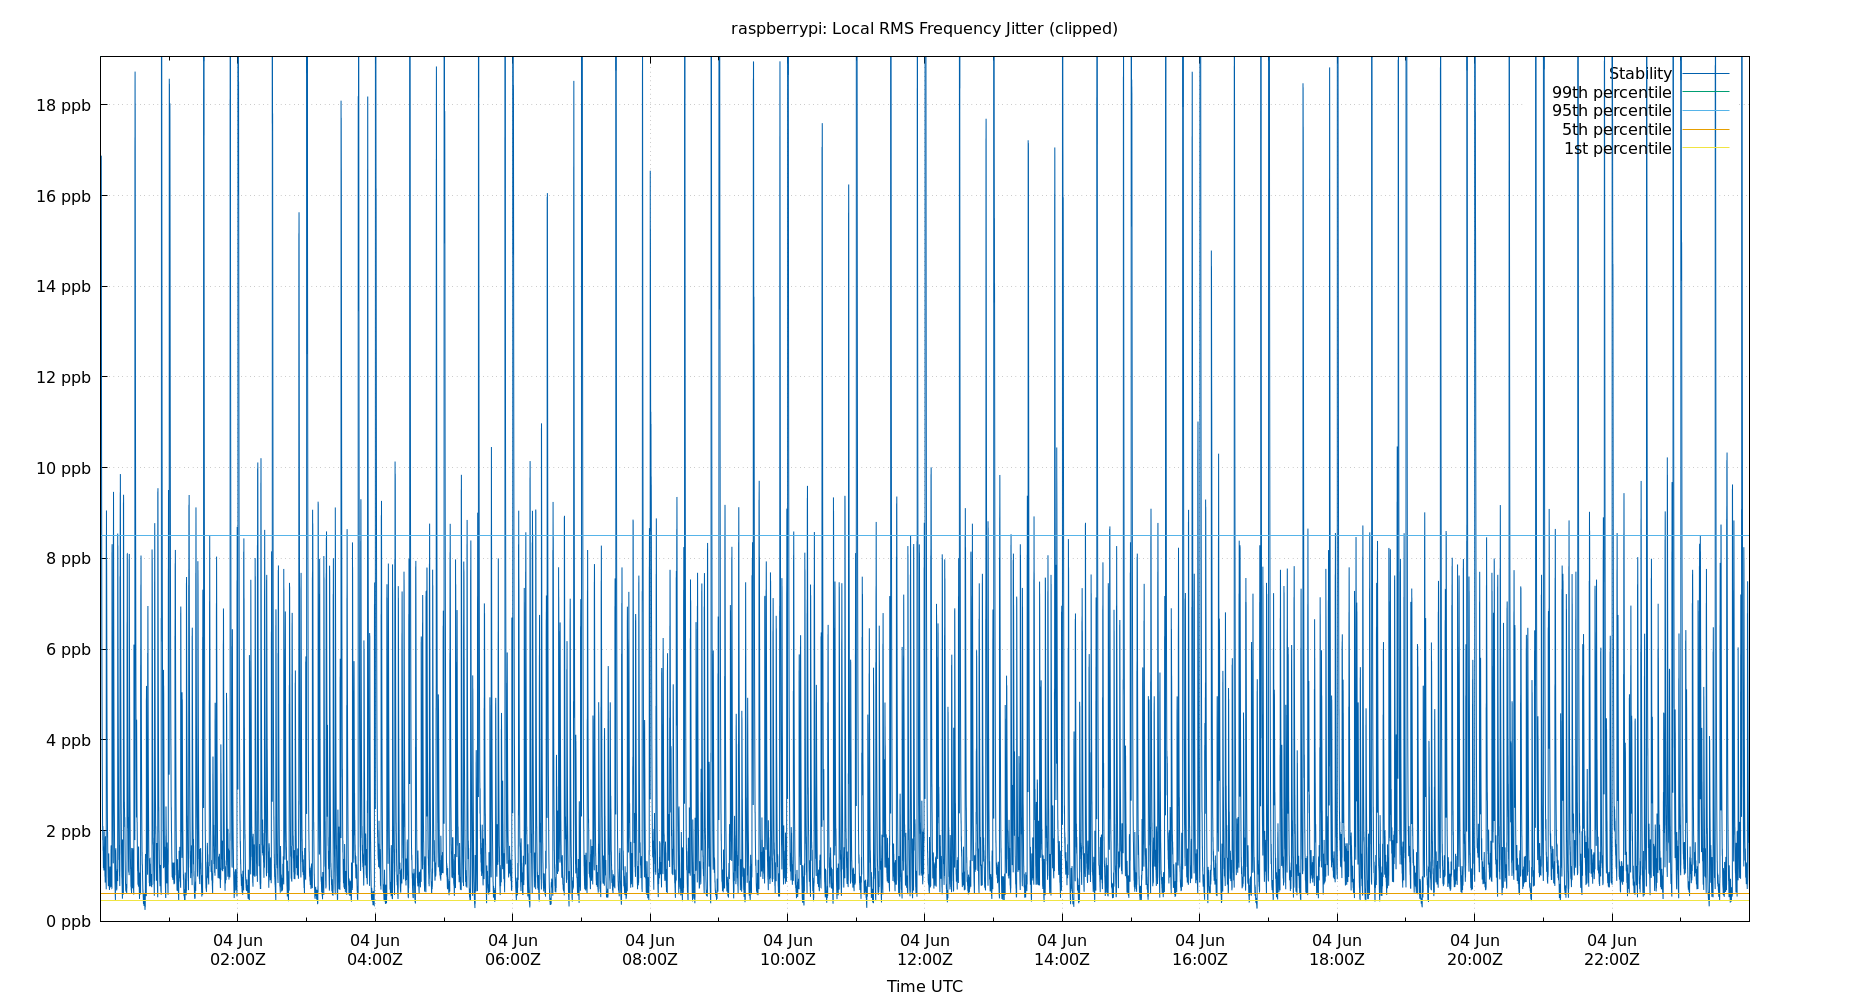 raspberrypi: Local RMS Frequency Jitter (clipped)
Stability
99th percentile
95th percentile
5th percentile
1st percentile
18 ppb
16 ppb
14 ppb
12 ppb
10 ppb
8 ppb
6 ppb
4 ppb
2 ppb
0 ppb
04 Jun 04 Jun 04 Jun 04 Jun 04 Jun 04 Jun 04 Jun 04 Jun 04 Jun 04 Jun 04 Jun
02:00Z 04:00Z 06:00Z 08:00Z 10:00Z 12:00Z 14:00Z 16:00Z 18:00Z 20:00Z 22:00Z
Time UTC